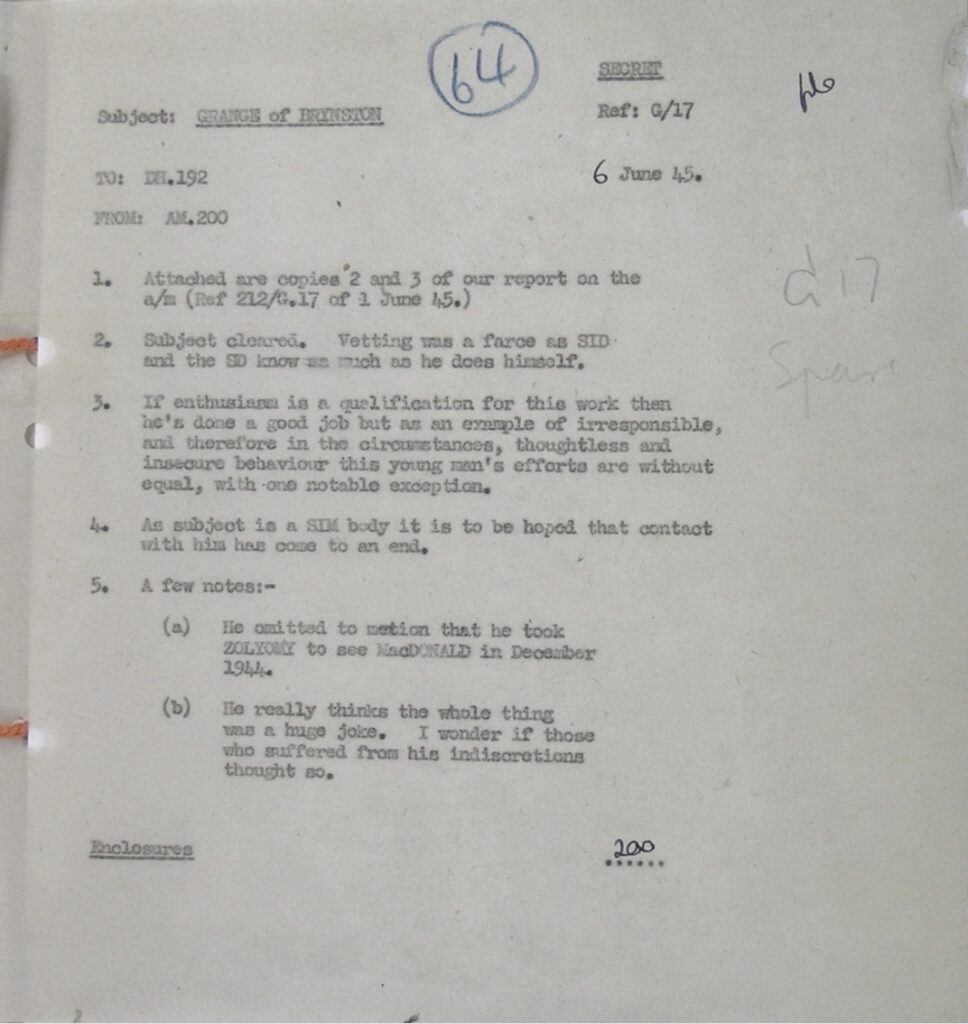 64
SECRET
file
Subject: GRANGE of BRYNSTON
Ref: G/17
TO: DH.192
6 June 45.
FROM: AM.200
1. Attached are copies 2 and 3 of our report on the
a/m (Ref 212/G.17 of 1 June 45.)
G 17
2. Subject cleared. Vetting was a farce as SID
and the SD know as much as he does himself.
3. If enthusiasm is a qualification for this work then
he's done a good job but as an example of irresponsible,
and therefore in the circumstances, thoughtless and
insecure behaviour this young man's efforts are without
equal, with one notable exception.
4. As subject is a SIM body it is to be hoped that contact
with him has come to an end.
5. A few notes:-
(a) He omitted to metion that he took
ZOLYOMY to see MacDONALD in December
1944.
(b) He really thinks the whole thing
was a huge joke. I wonder if those
who suffered from his indiscretions
thought so.
Enclosures
200
......